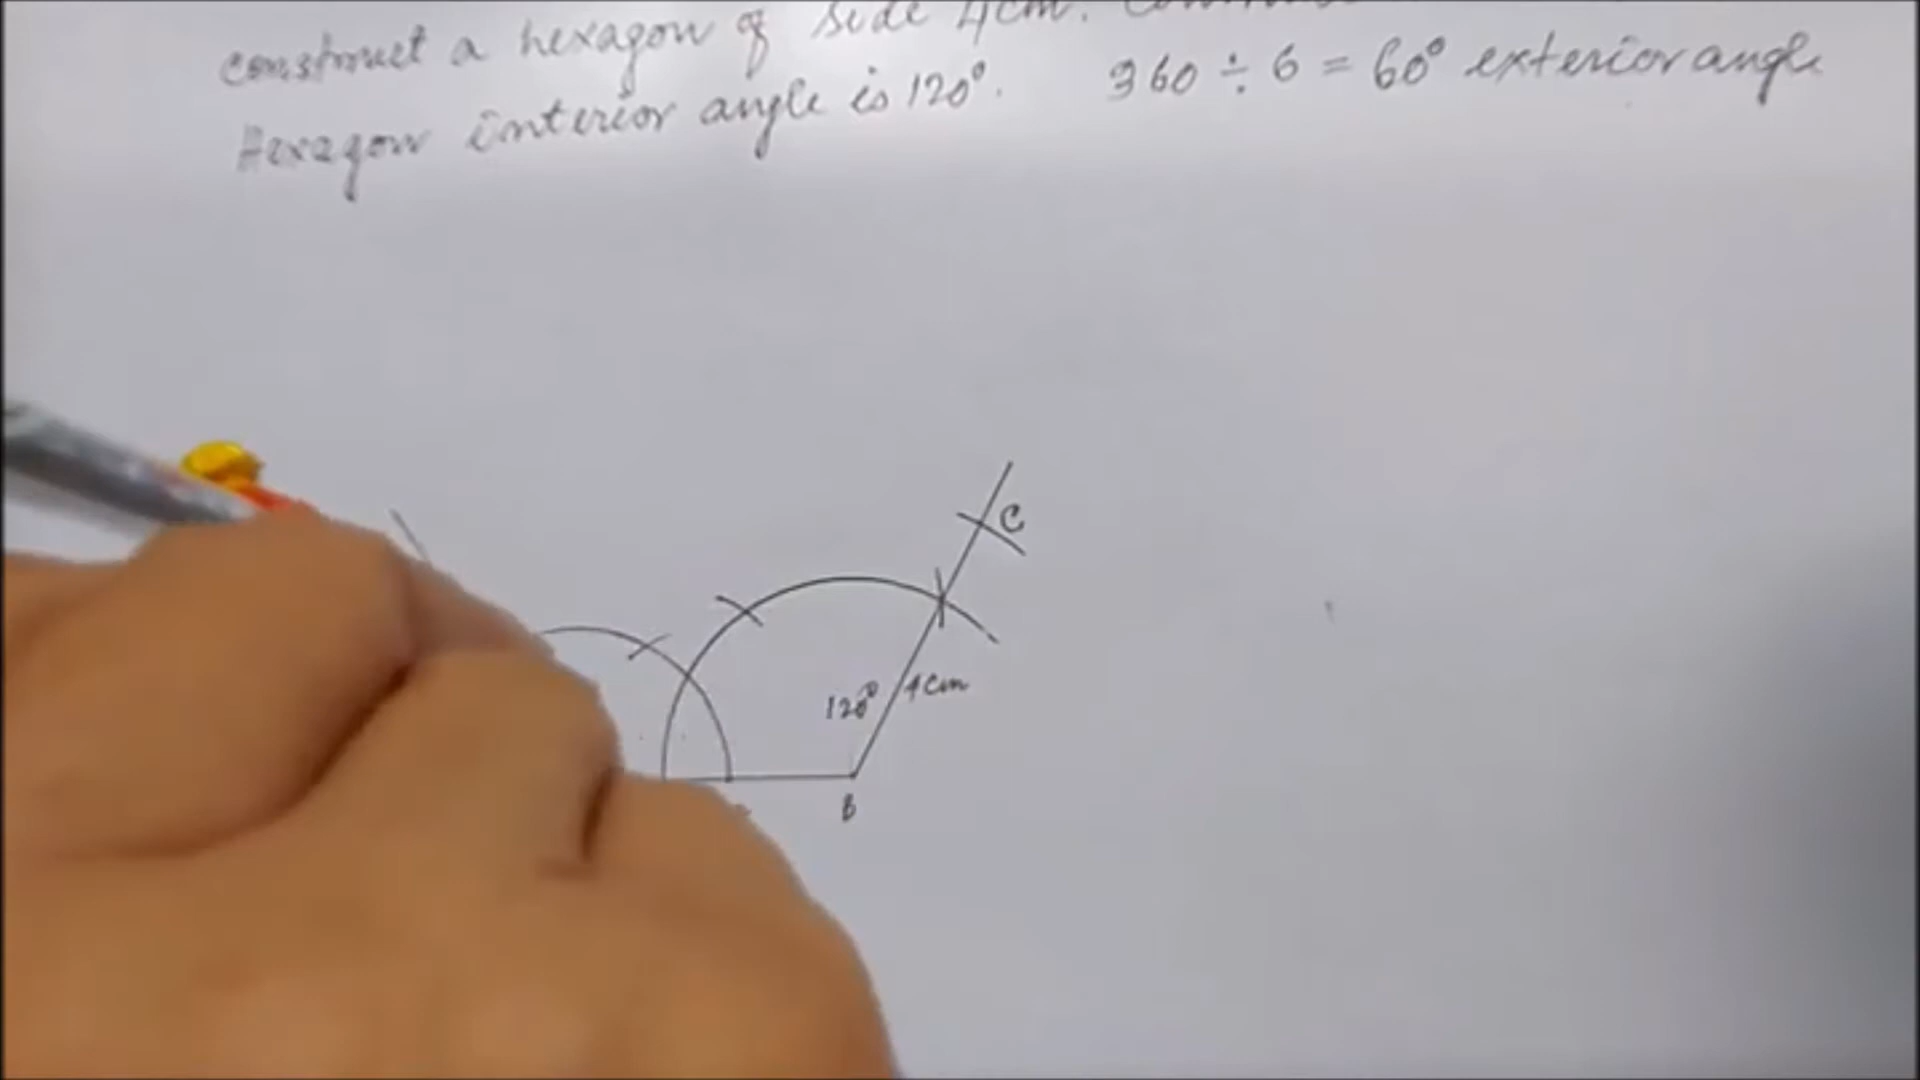 construct a hexagon of side 4cm.
Hexagon interior angle is 120°. 360 ÷ 6 = 60° exterior angle
C
120° 4cm
B